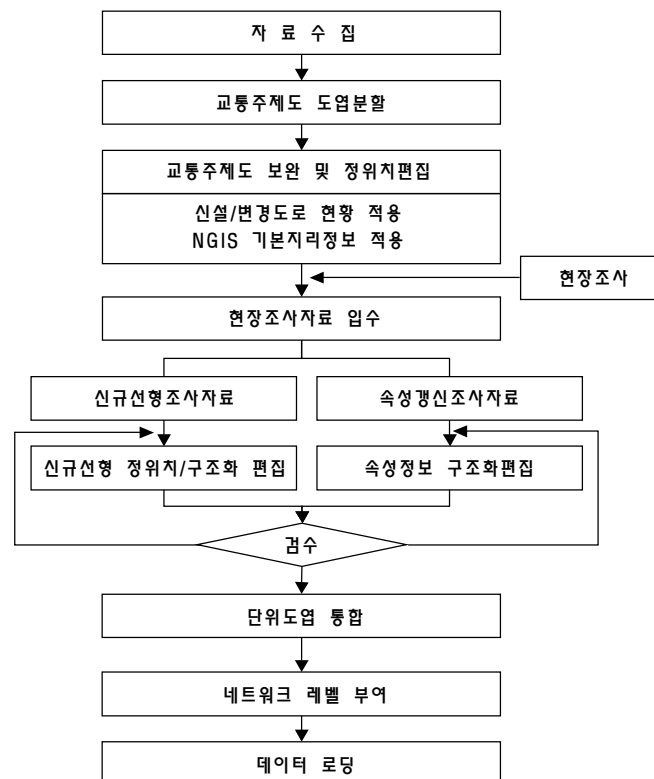 자 료 수 집
교통주제도 도엽분할
교통주제도 보완 및 정위치편집
신설/변경도로 현황 적용
NGIS 기본지리정보 적용
현장조사
현장조사자료 입수
신규선형조사자료
속성갱신조사자료
신규선형 정위치/구조화 편집
속성정보 구조화편집
검수
단위도엽 통합
네트워크 레벨 부여
데이터 로딩